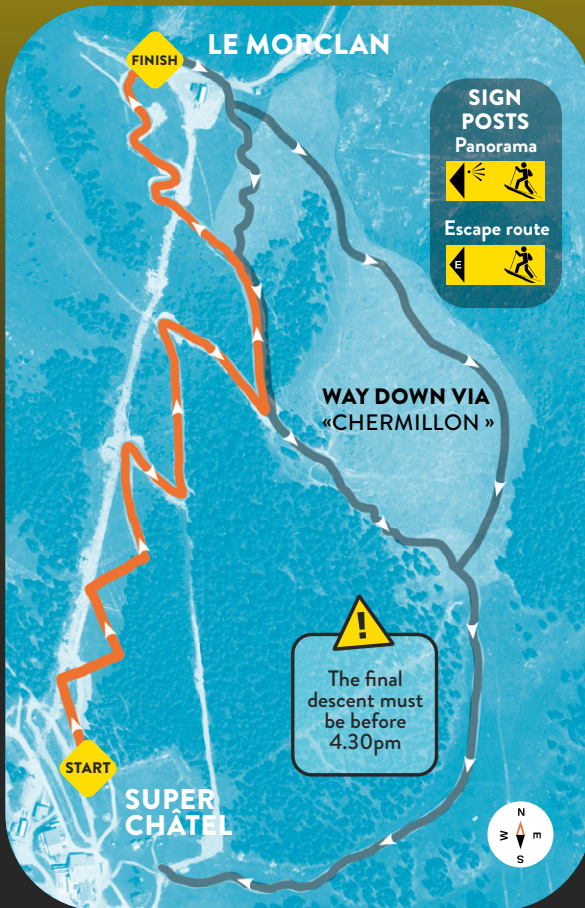 LE MORCLAN
FINISH
SIGN
POSTS
Panorama
Escape route
E
WAY DOWN VIA
«CHERMILLON »
!
The final
descent must
be before
4.30pm
START
SUPER
CHÂTEL
N
W E
S